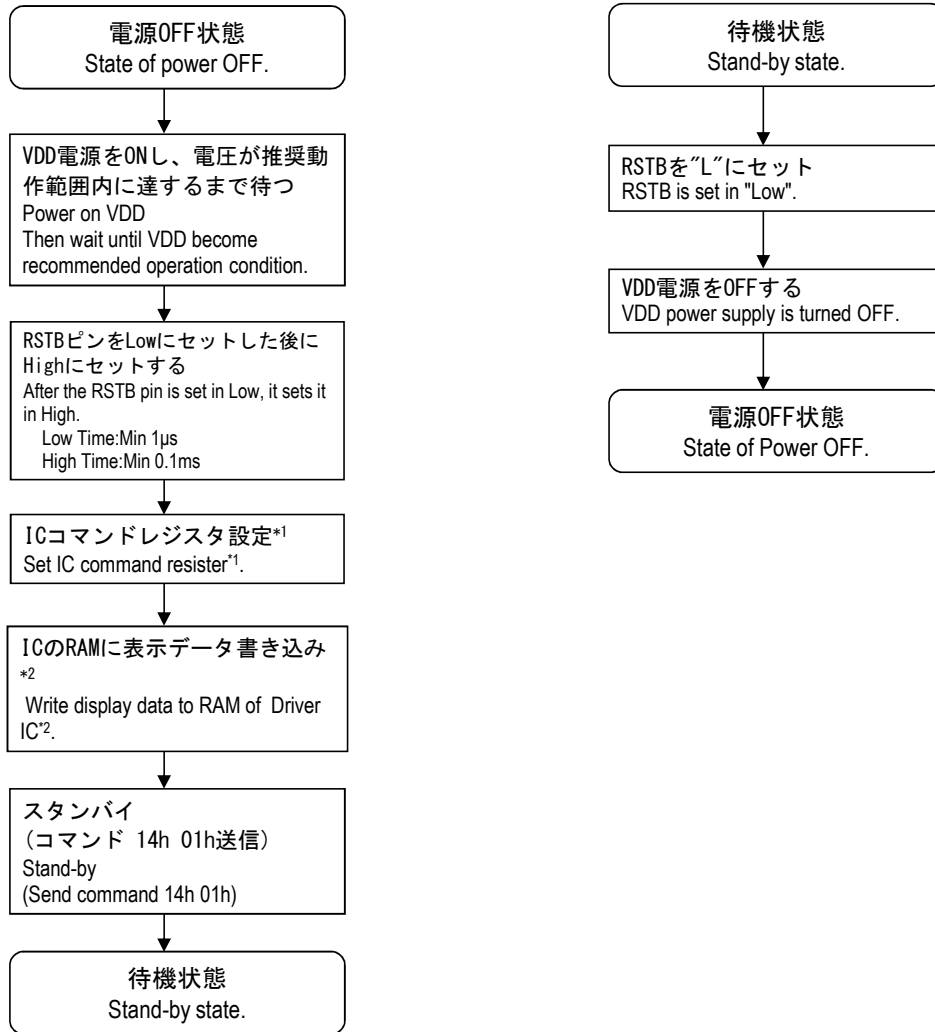 電源OFF状態
State of power OFF.
VDD電源をONし、電圧が推奨動
作範囲内に達するまで待つ
Power on VDD
Then wait until VDD become
recommended operation condition.
RSTBピンをLowにセットした後に
Highにセットする
After the RSTB pin is set in Low, it sets it
in High.
Low Time:Min 1µs
High Time:Min 0.1ms
ICコマンドレジスタ設定*1
Set IC command resister*1.
ICのRAMに表示データ書き込み
*2
Write display data to RAM of Driver
IC*2.
スタンバイ
(コマンド 14h 01h送信)
Stand-by
(Send command 14h 01h)
待機状態
Stand-by state.
待機状態
Stand-by state.
RSTBを"L"にセット
RSTB is set in "Low".
VDD電源をOFFする
VDD power supply is turned OFF.
電源OFF状態
State of Power OFF.